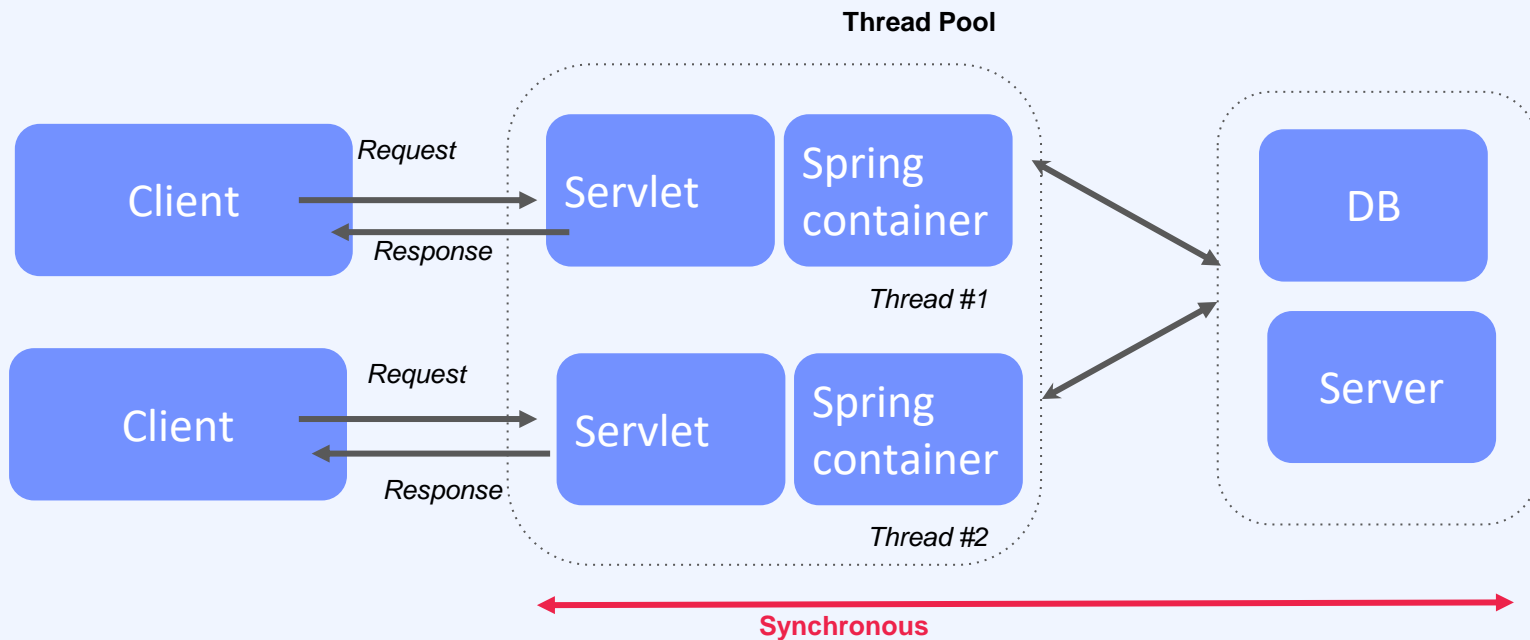 Thread Pool
Client
Request
Response
Servlet
Spring
container
Thread #1
DB
Client
Request
Response
Servlet
Spring
container
Thread #2
Server
Synchronous